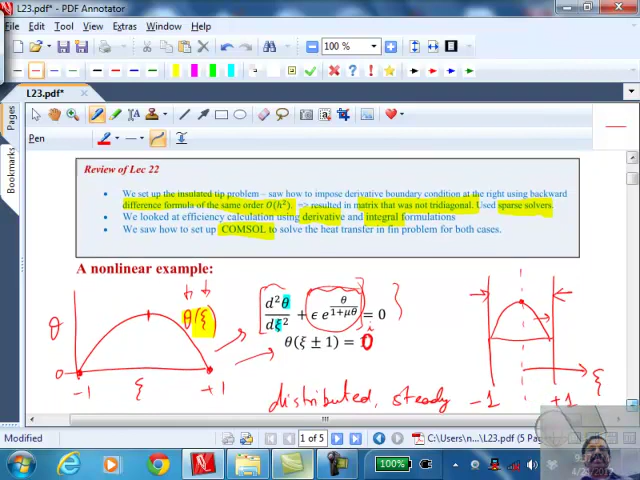 L23.pdf* - PDF Annotator
File Edit View Insert Tools Extras Window Help
100 %
L23.pdf*
Pen
Pages
Bookmarks
Review of Lec 22
We set up the insulated tip problem – saw how to impose derivative boundary condition at the right using backward
difference formula of the same order O(h²). => resulted in matrix that was not tridiagonal. Used sparse solvers.
We looked at efficiency calculation using derivative and integral formulations
We saw how to set up COMSOL to solve the heat transfer in fin problem for both cases.
A nonlinear example:
θ(ξ)
d²θ/dξ² + ϵ e^(θ/(1+μθ)) = 0
θ(ξ ± 1) = 0
θ
0
-1 ξ +1
distributed, steady
-1 +1 ξ
Modified
1 of 5
C:\Users\n...\L23.pdf (5 Pages)
100%